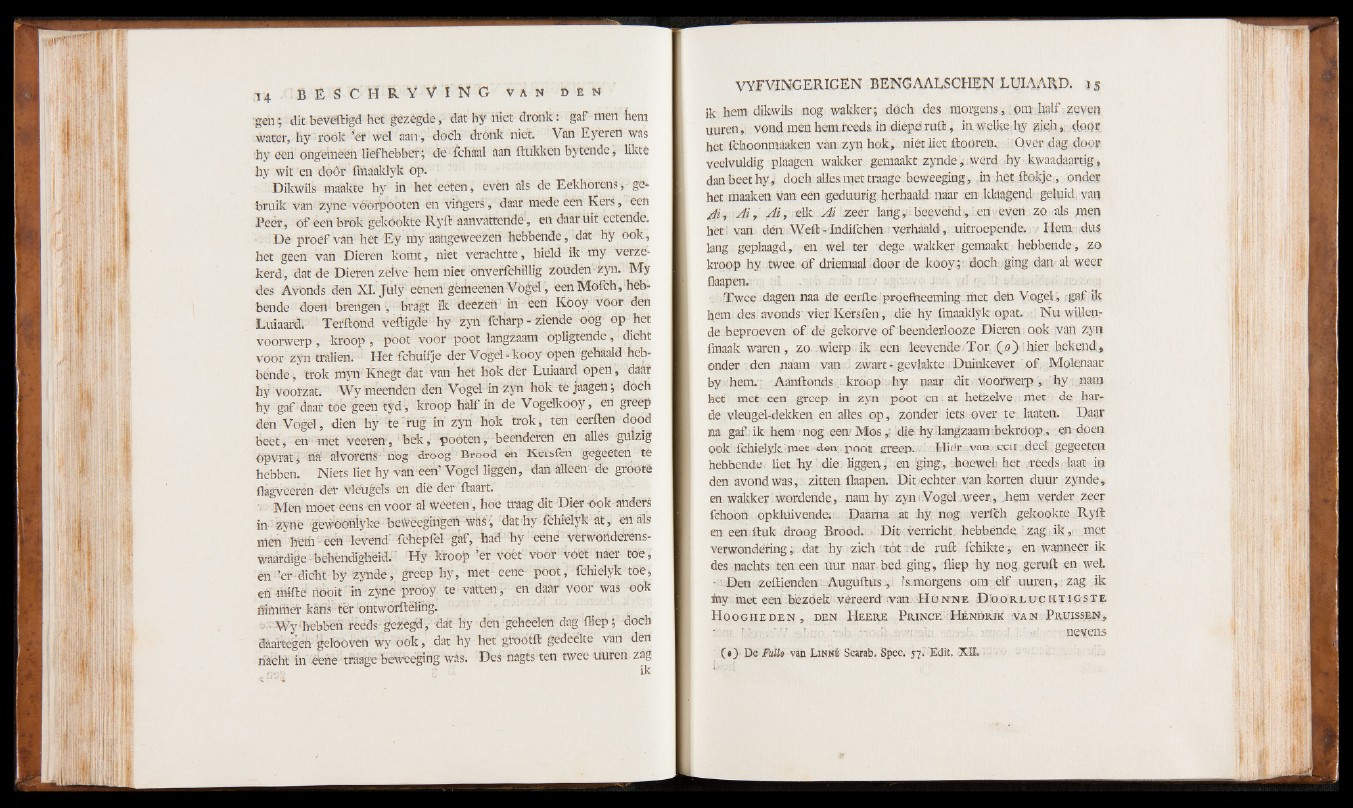 14 BESCHRYVING VAN DEN
gen; dit beveſtigd het gezegde, dat hy niet dronk: gaf men hem
water, hy rook 'er wel aan, doch dronk niet. Van Eyeren was
hy een ongemeen liefhebber; de ſchaal aan ſtukken bytende, likte
hy wit en door ſmaaklyk op.
Dikwils maakte hy in het eeten, even als de Eekhorens, ge-
bruik van zyne voorpooten en vingers, daar mede een Kers, een
Peer, of een brok gekookte Ryſt aanvattende, en daar uit eetende.
De proef van het Ey my aangeweezen hebbende, dat hy ook,
het geen van Dieren komt, niet verachtte, hield ik my verze-
kerd, dat de Dieren zelve hem niet onverſchillig zouden zyn. My
des Avonds den XI. July eenen gemeenen Vogel, een Moſch, heb-
bende doen brengen, bragt ik deezen in een Kooy voor den
Luiaard. Terſtond veſtigde hy zyn ſcharp-ziende oog op het
voorwerp, kroop, poot voor poot langzaam opligtende, dicht
voor zyn tralien. Het ſchuifje der Vogel-kooy open gehaald heb-
bende, trok myn Knegt dat van het hok der Luiaard open, daar
hy voorzat. Wy meenden den Vogel in zyn hok te jaagen; doch
hy gaf daar toe geen tyd, kroop half in de Vogelkooy, en greep
den Vogel, dien hy te rug in zyn hok trok, ten eerſten dood
beet, en met veeren, bek, pooten, beenderen en alles gulzig
opvrat, na alvorens nog droog Brood en Kersſen gegeeten te
hebben. Niets liet hy van een' Vogel liggen, dan alleen de groote
ſlagveeren der vleugels en die der ſtaart.
Men moet eens en voor al weeten, hoe traag dit Dier ook anders
in zyne gewoonlyke beweegingen was, dat hy ſchielyk at, en als
men hem een levend ſchepſel gaf, had hy eene verwonderens-
waardige behendigheid. Hy kroop 'er voet voor voet naer toe,
en 'er dicht by zynde, greep hy, met eene poot, ſchielyk toe,
en miſte nooit in zyne prooy te vatten, en daar voor was ook
nimmer kans ter ontworſteling.
Wy hebben reeds gezegd, dat hy den geheelen dag ſliep; doch
daartegen gelooven wy ook, dat hy het grootſt gedeelte van den
nacht in eene traage beweeging was. Des nagts ten twee uuren zag
ik
VYFVINGERIGEN BENGAALSCHEN LUIAARD. 15
ik hem dikwils nog wakker; doch des morgens, om half zeven
uuren, vond men hem reeds in diepe ruſt, in welke hy zich, door
het ſchoonmaaken van zyn hok, niet liet ſtooren. Over dag door
veelvuldig plaagen wakker gemaakt zynde, werd hy kwaadaartig,
dan beet hy, doch alles met traage beweeging, in het ſtokje, onder
het maaken van een geduurig herhaald naar en klaagend geluid van
Ai, Ai, Ai, elk Ai zeer lang, beevend, en even zo als men
het van den Weſt-Indiſchen verhaald, uitroepende. Hem dus
lang geplaagd, en wel ter dege wakker gemaakt hebbende, zo
kroop hy twee of driemaal door de kooy; doch ging dan al weer
ſlaapen.
Twee dagen naa de eerſte proefneeming met den Vogel, gaf ik
hem des avonds vier Kersſen, die hy ſmaaklyk opat. Nu willen-
de beproeven of de gekorve of beenderlooze Dieren ook van zyn
ſmaak waren, zo wierp ik een leevende Tor (o) hier bekend,
onder den naam van zwart-gevlakte Duinkever of Molenaar
by hem. Aanſtonds kroop hy naar dit voorwerp, hy nam
het met een greep in zyn poot en at hetzelve met de har-
de vleugel-dekken en alles op, zonder iets over te laaten. Daar
na gaf ik hem nog een Mos, die hy langzaam bekroop, en doen
ook ſchielyk met den poot greep. Hier van een deel gegeeten
hebbende liet hy die liggen, en ging, hoewel het reeds laat in
den avond was, zitten ſlaapen. Dit echter van korten duur zynde,
en wakker wordende, nam hy zyn Vogel weer, hem verder zeer
ſchoon opkluivende. Daarna at hy nog verſch gekookte Ryſt
en een ſtuk droog Brood. Dit verricht hebbende, zag ik, met
verwondering, dat hy zich tot de ruſt ſchikte, en wanneer ik
des nachts ten een uur naar bed ging, ſliep hy nog geruſt en wel.
Den zeſtienden Auguſtus, 's morgens om elf uuren, zag ik
my met een bezoek vereerd van HUNNE DOORLUCHTIGSTE
HOOGHEDEN, DEN HEERE PRINCE HENDRIK VAN PRUISSEN,
nevens
(o) De Fullo van LINNÉ Scarab. Spec. 57. Edit. XII.